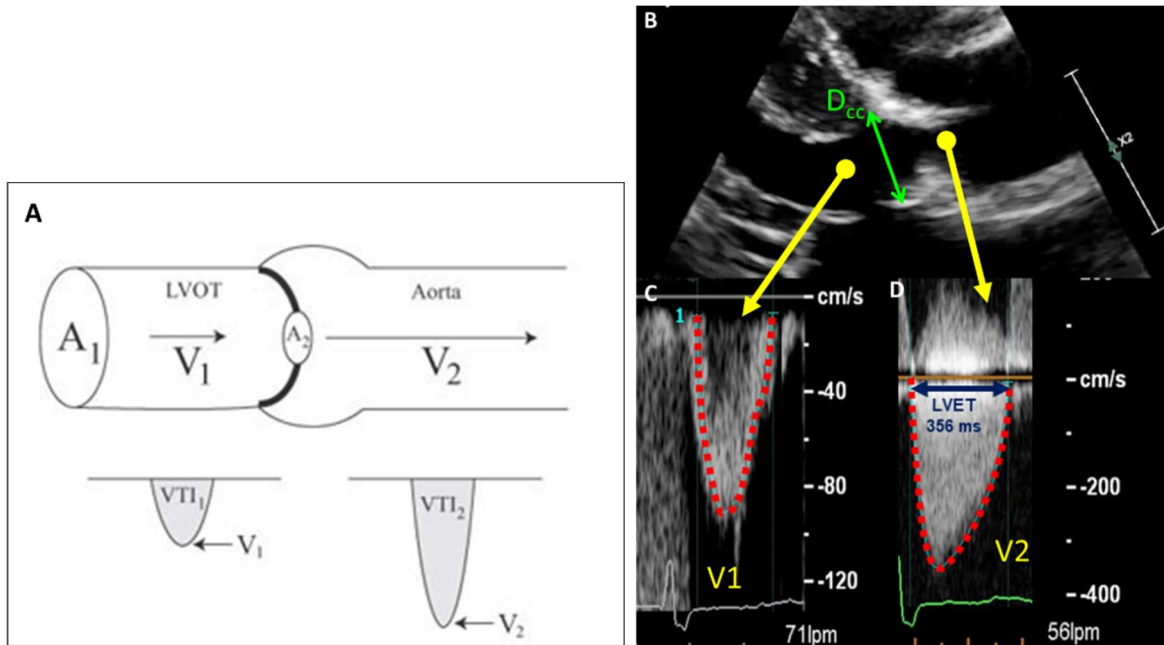 A
LVOT
Aorta
A1
V1
A2
V2
VTI1
VTI2
V1
V2
B
Dcc
X2
C
1
cm/s
-40
-80
-120
V1
71lpm
D
cm/s
LVET
356 ms
-200
V2
-400
56lpm